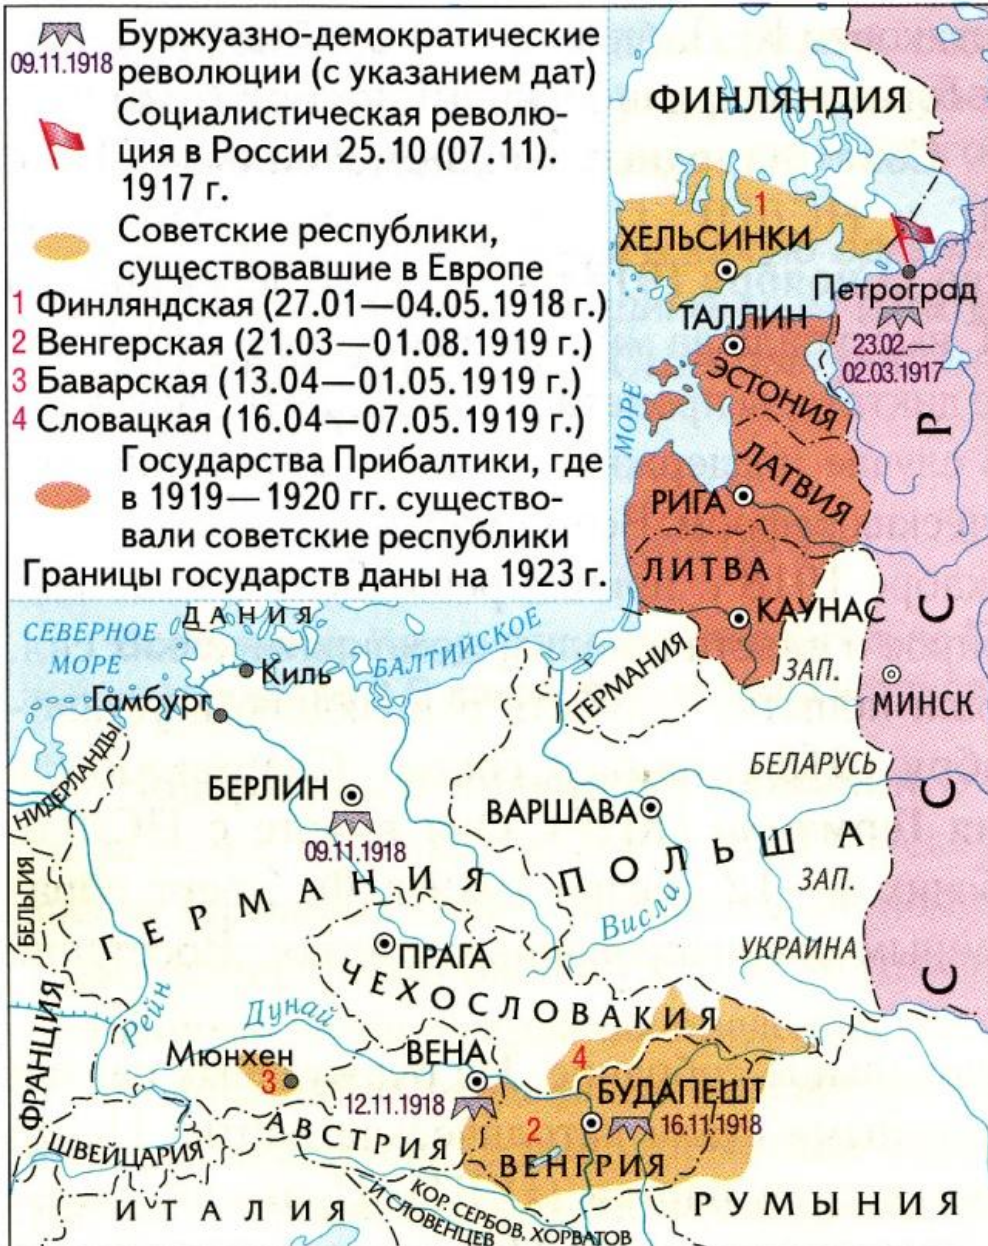 09.11.1918
Буржуазно-демократические
революции (с указанием дат)
Социалистическая револю-
ция в России 25.10 (07.11).
1917 г.
Советские республики,
существовавшие в Европе
1 Финляндская (27.01—04.05.1918 г.)
2 Венгерская (21.03—01.08.1919 г.)
3 Баварская (13.04—01.05.1919 г.)
4 Словацкая (16.04—07.05.1919 г.)
Государства Прибалтики, где
в 1919—1920 гг. существо-
вали советские республики
Границы государств даны на 1923 г.
ФИНЛЯНДИЯ
1
ХЕЛЬСИНКИ
Петроград
23.02.—
02.03.1917
ТАЛЛИН
ЭСТОНИЯ
ЛАТВИЯ
РИГА
ЛИТВА
КАУНАС
СССР
БАЛТИЙСКОЕ МОРЕ
СЕВЕРНОЕ
МОРЕ
ДАНИЯ
Киль
Гамбург
ГЕРМАНИЯ
ЗАП.
БЕЛАРУСЬ
МИНСК
НИДЕРЛАНДЫ
БЕРЛИН
09.11.1918
ВАРШАВА
ПОЛЬША
ЗАП.
УКРАИНА
Висла
БЕЛЬГИЯ
ГЕРМАНИЯ
ПРАГА
ЧЕХОСЛОВАКИЯ
ФРАНЦИЯ
Рейн
Дунай
Мюнхен
3
ВЕНА
12.11.1918
4
БУДАПЕШТ
16.11.1918
2
ВЕНГРИЯ
АВСТРИЯ
ШВЕЙЦАРИЯ
ИТАЛИЯ
КОР. СЕРБОВ, ХОРВАТОВ
И СЛОВЕНЦЕВ
РУМЫНИЯ